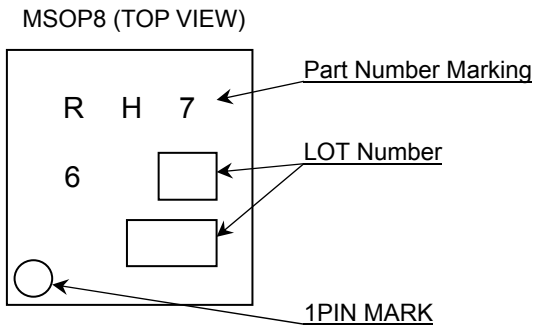 MSOP8 (TOP VIEW)
R H 7
Part Number Marking
6
LOT Number
1PIN MARK